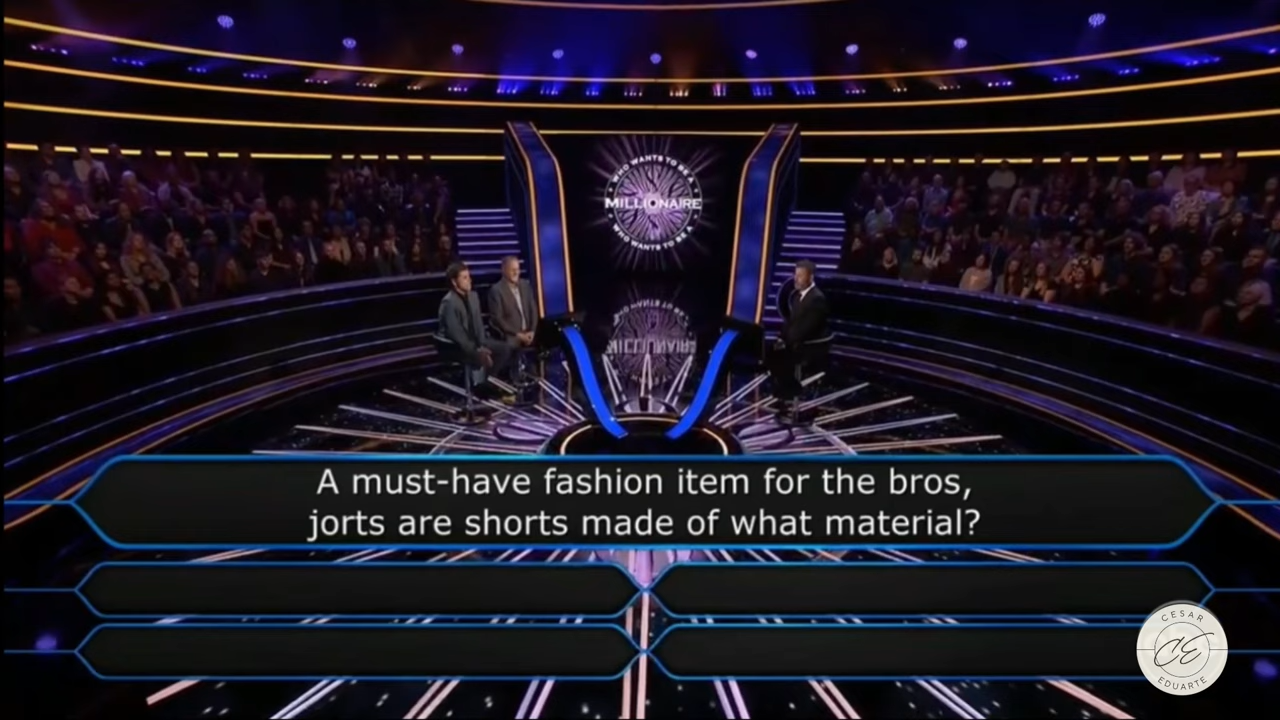 WHO WANTS TO BE A
MILLIONAIRE
WHO WANTS TO BE A
A must-have fashion item for the bros,
jorts are shorts made of what material?
CESAR
CE
EDUARTE